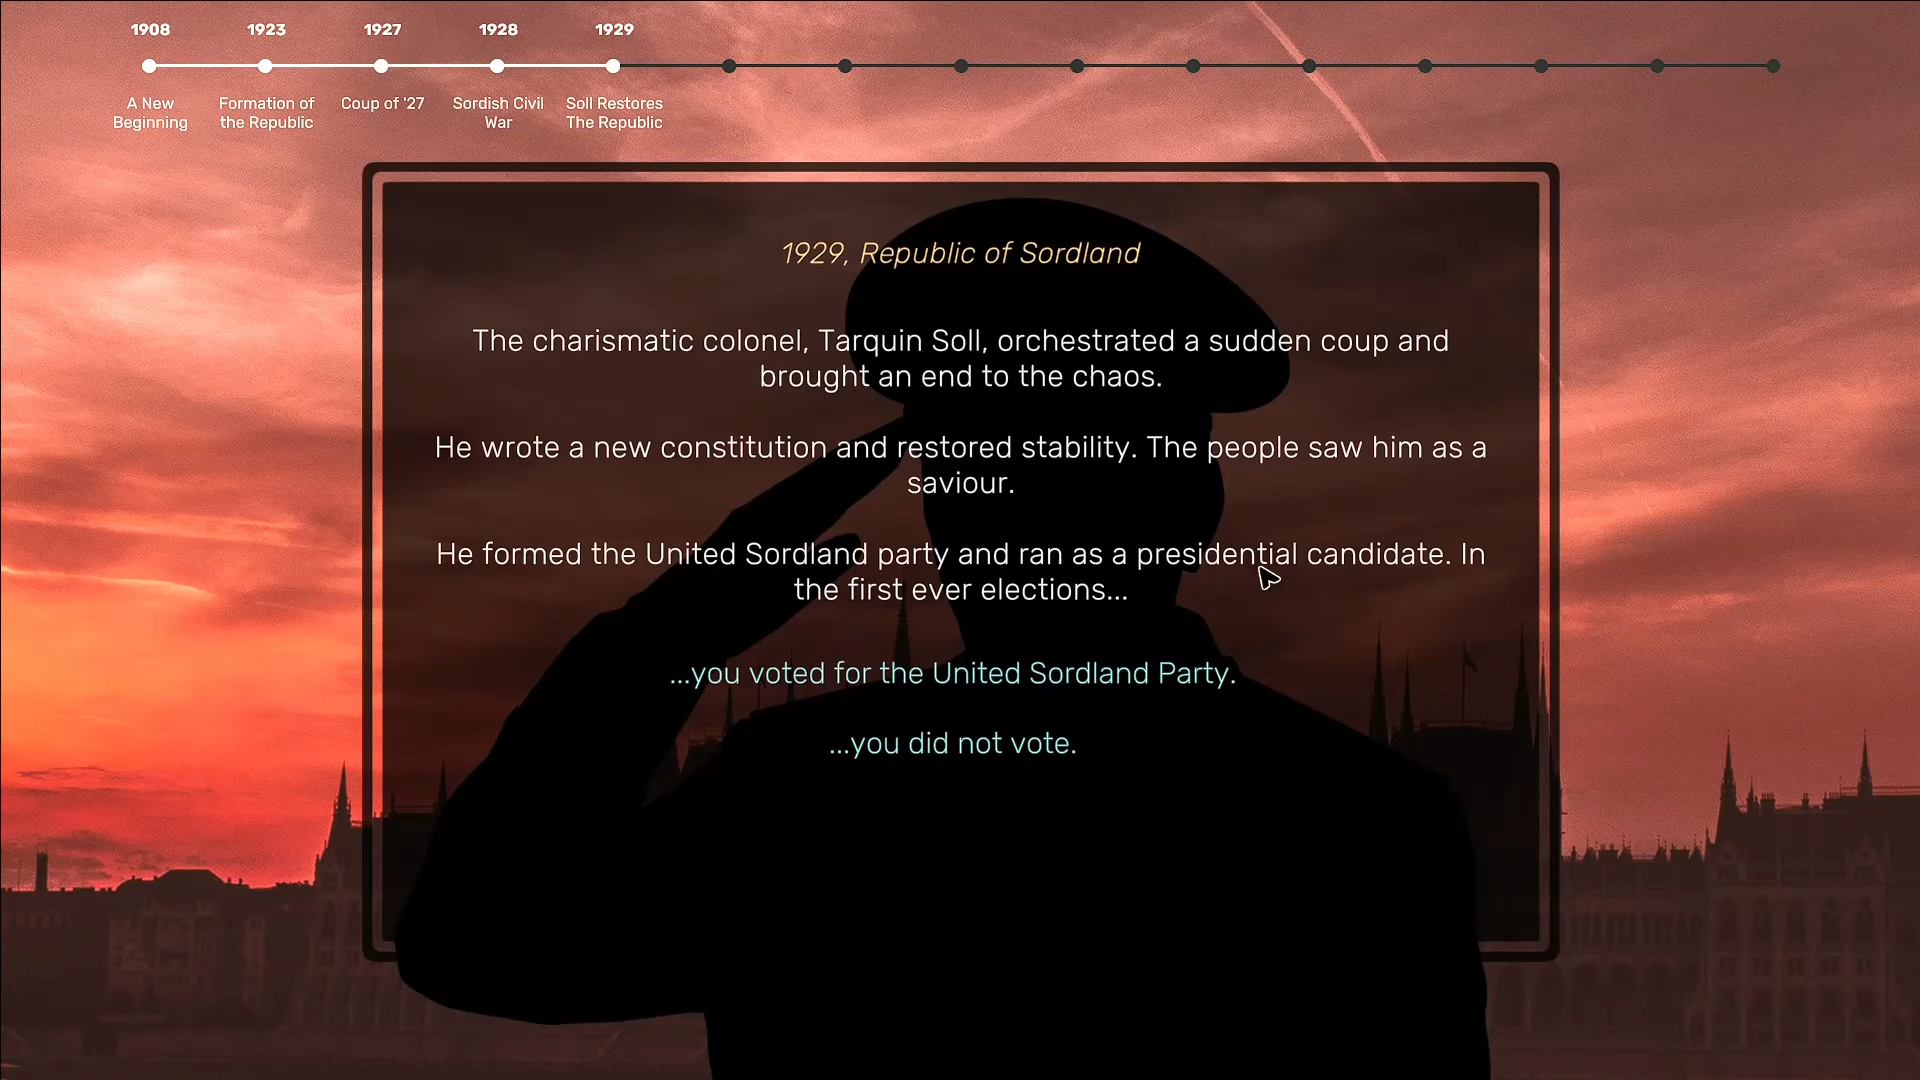 1908 1923 1927 1928 1929
A New Beginning
Formation of the Republic
Coup of '27
Sordish Civil War
Soll Restores The Republic
1929, Republic of Sordland
The charismatic colonel, Tarquin Soll, orchestrated a sudden coup and
brought an end to the chaos.
He wrote a new constitution and restored stability. The people saw him as a
saviour.
He formed the United Sordland party and ran as a presidential candidate. In
the first ever elections...
...you voted for the United Sordland Party.
...you did not vote.